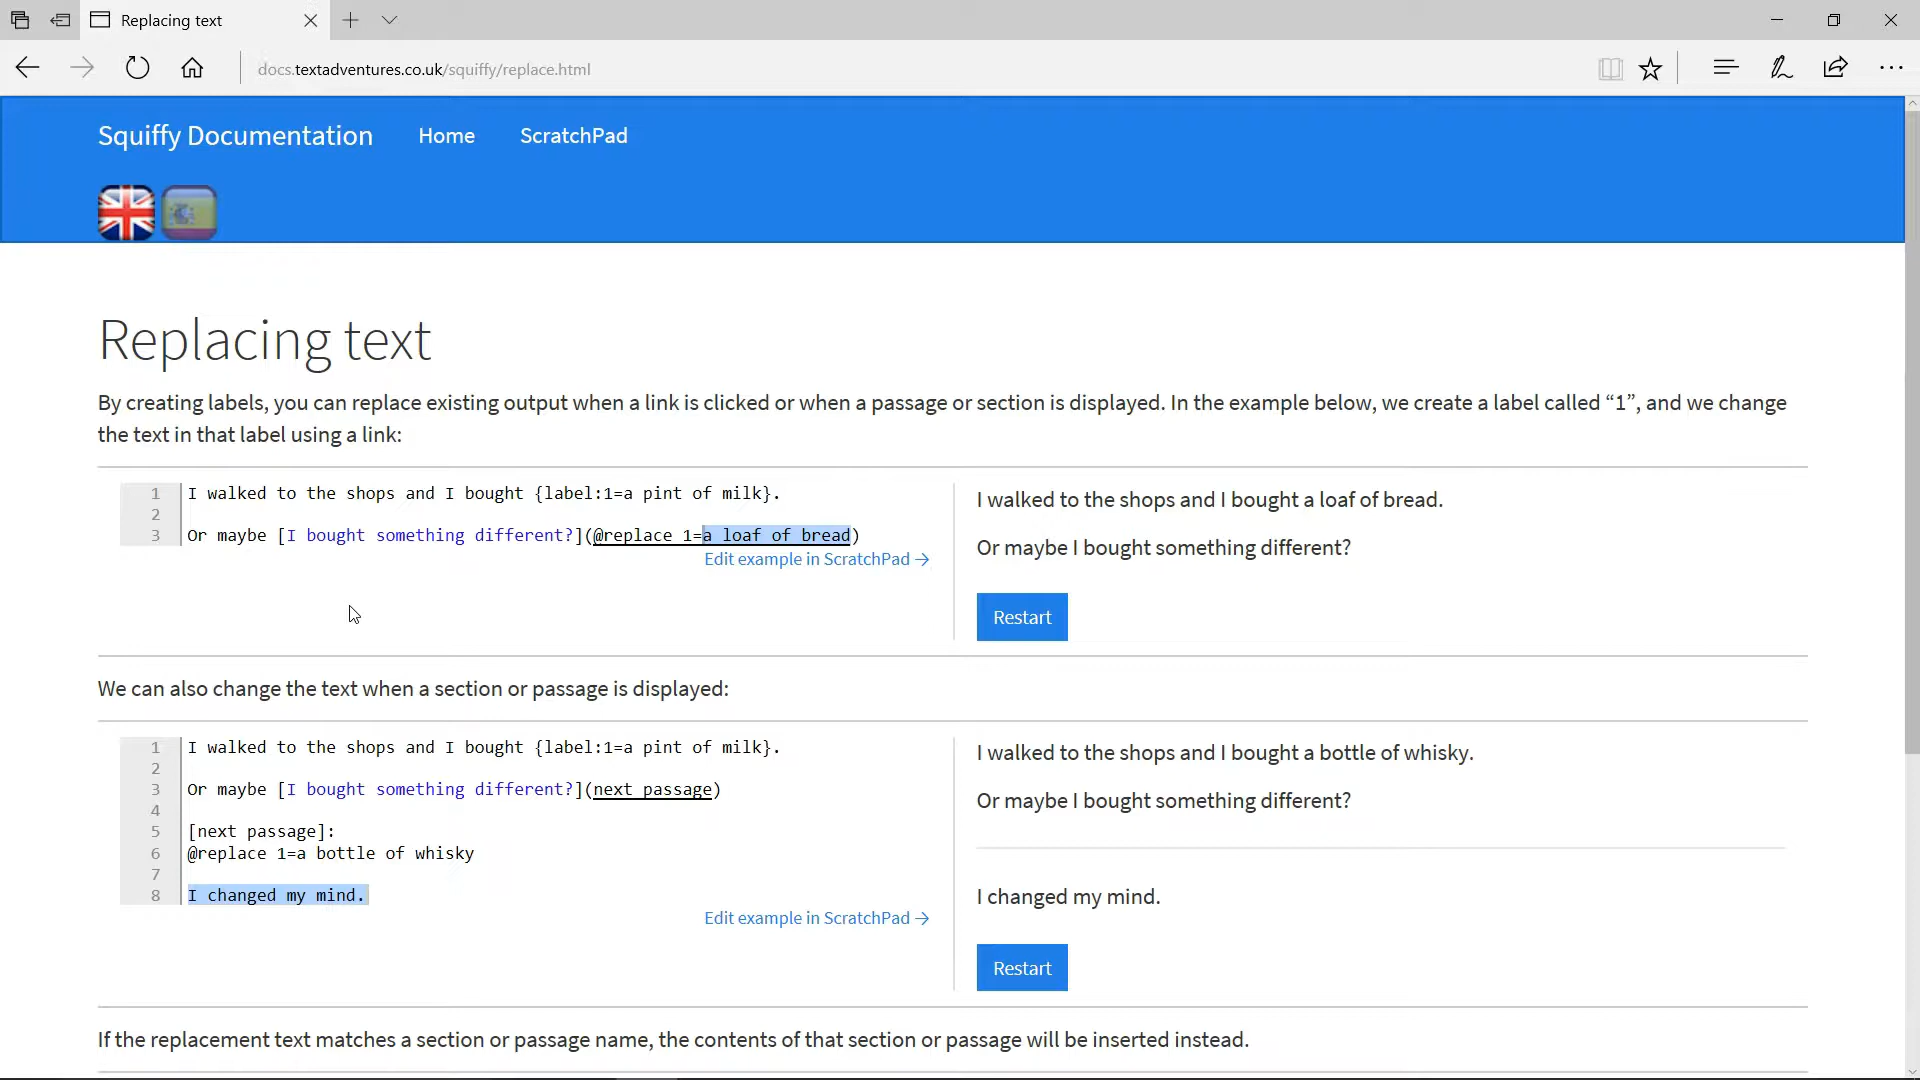 Replacing text
docs.textadventures.co.uk/squiffy/replace.html
Squiffy Documentation Home ScratchPad
Replacing text
By creating labels, you can replace existing output when a link is clicked or when a passage or section is displayed. In the example below, we create a label called “1”, and we change
the text in that label using a link:
1 I walked to the shops and I bought {label:1=a pint of milk}.
2
3 Or maybe [I bought something different?](@replace 1=a loaf of bread)
Edit example in ScratchPad →
I walked to the shops and I bought a loaf of bread.
Or maybe I bought something different?
Restart
We can also change the text when a section or passage is displayed:
1 I walked to the shops and I bought {label:1=a pint of milk}.
2
3 Or maybe [I bought something different?](next passage)
4
5 [next passage]:
6 @replace 1=a bottle of whisky
7
8 I changed my mind.
Edit example in ScratchPad →
I walked to the shops and I bought a bottle of whisky.
Or maybe I bought something different?
I changed my mind.
Restart
If the replacement text matches a section or passage name, the contents of that section or passage will be inserted instead.